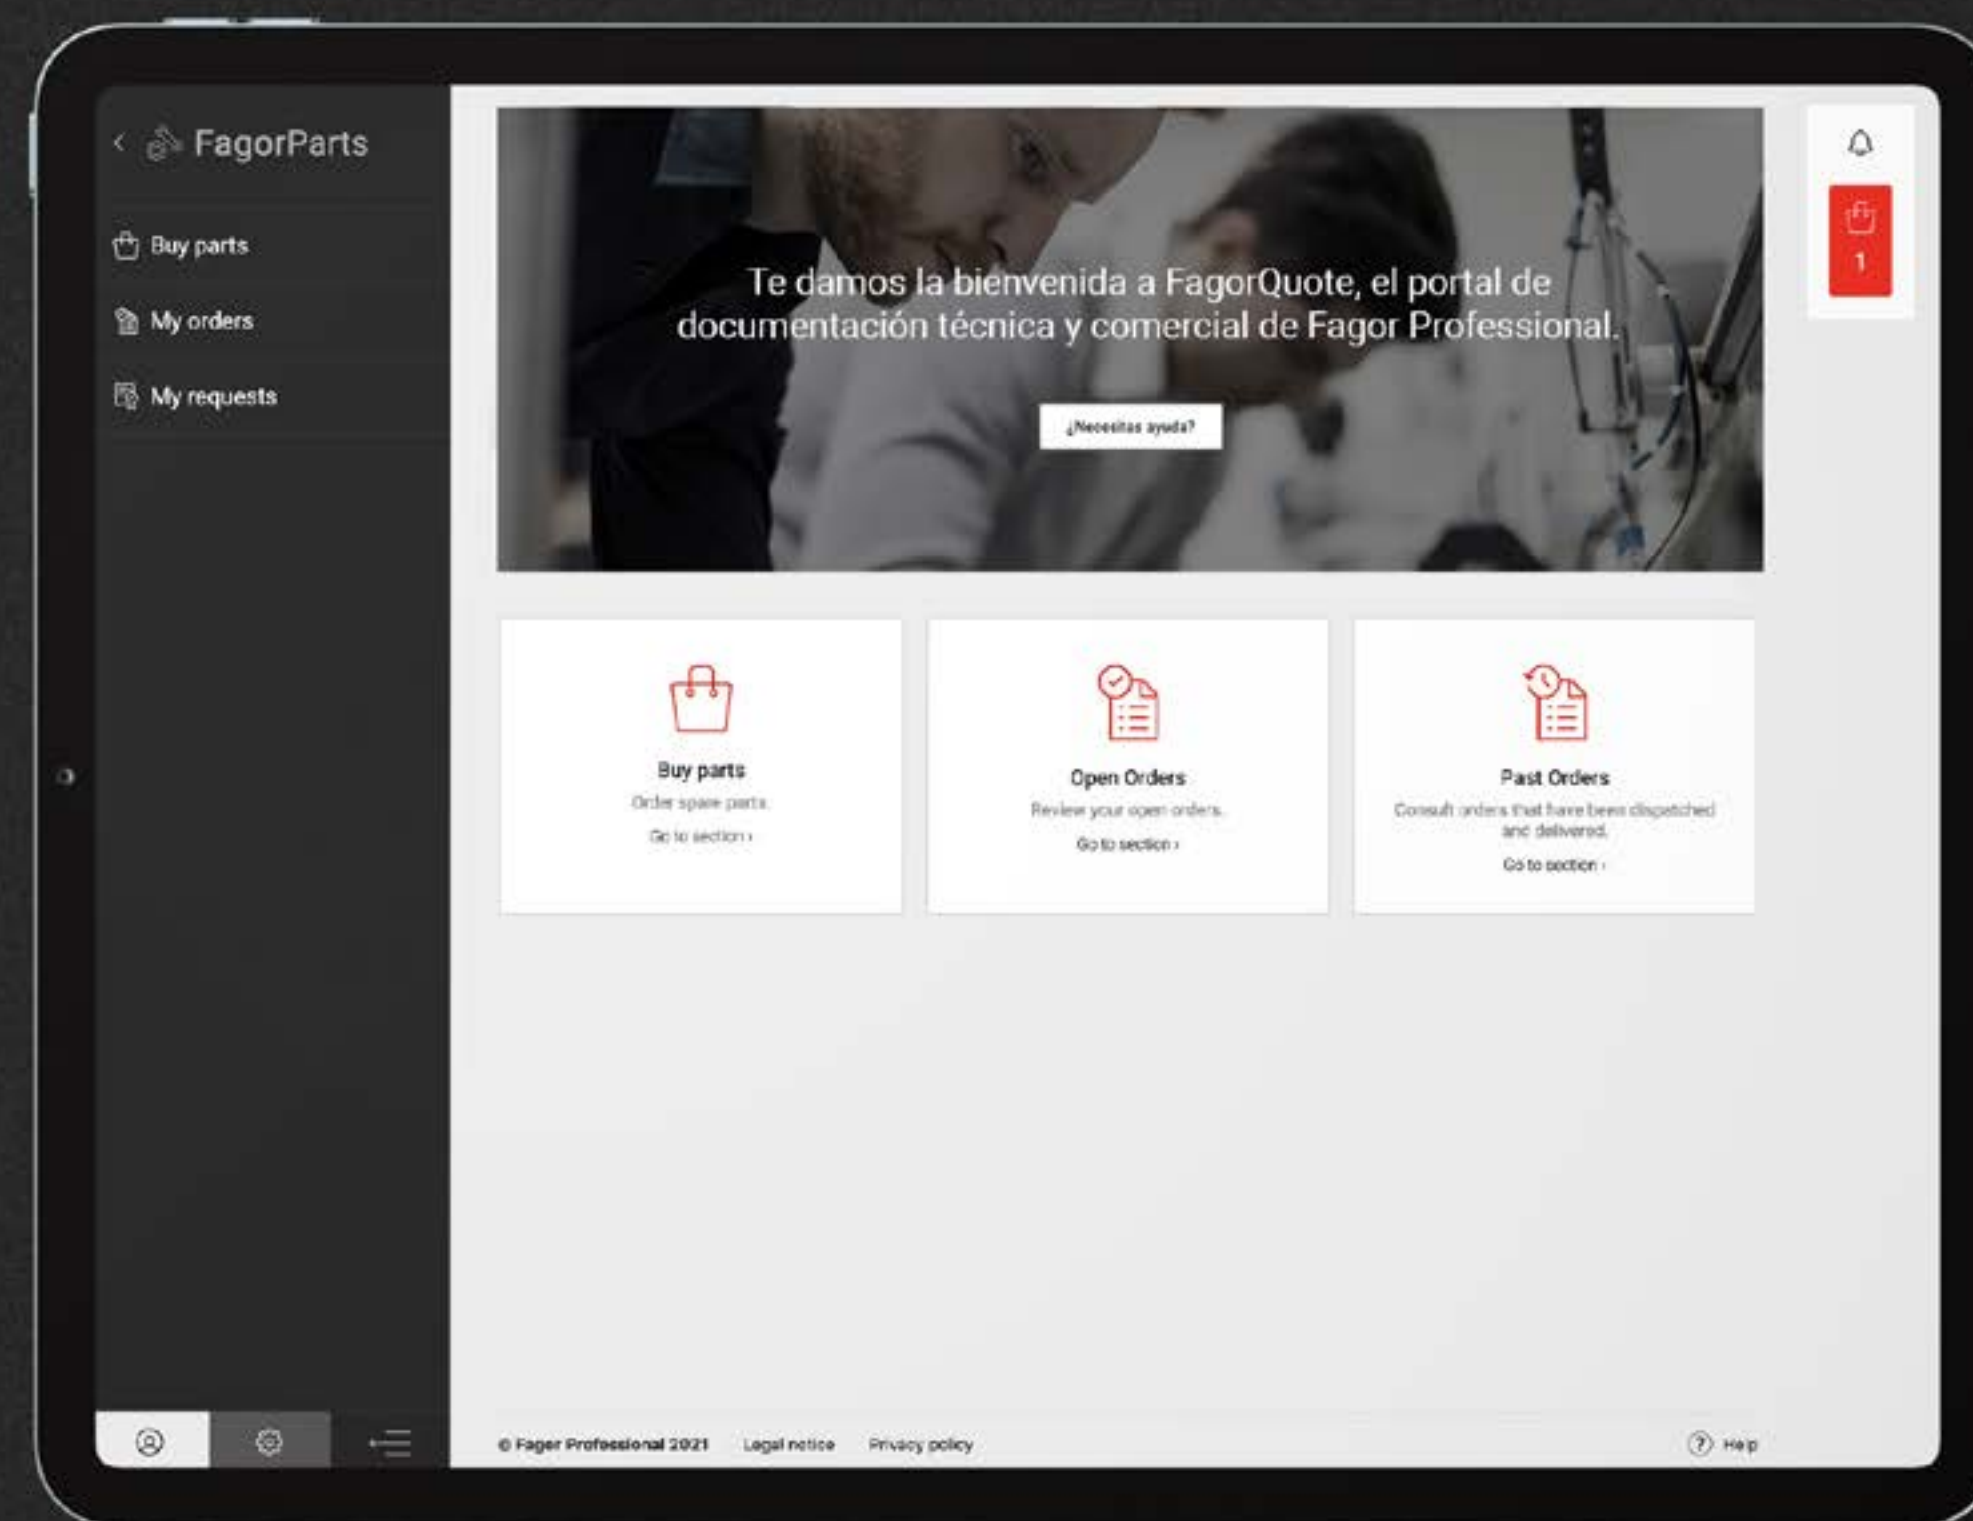 FagorParts
Buy parts
My orders
My requests
Te damos la bienvenida a FagorQuote, el portal de
documentación técnica y comercial de Fagor Professional.
¿Necesitas ayuda?
1
Buy parts
Order spare parts.
Go to section ›
Open Orders
Review your open orders.
Go to section ›
Past Orders
Consult orders that have been dispatched
and delivered.
Go to section ›
© Fagor Professional 2021 Legal notice Privacy policy
? Help